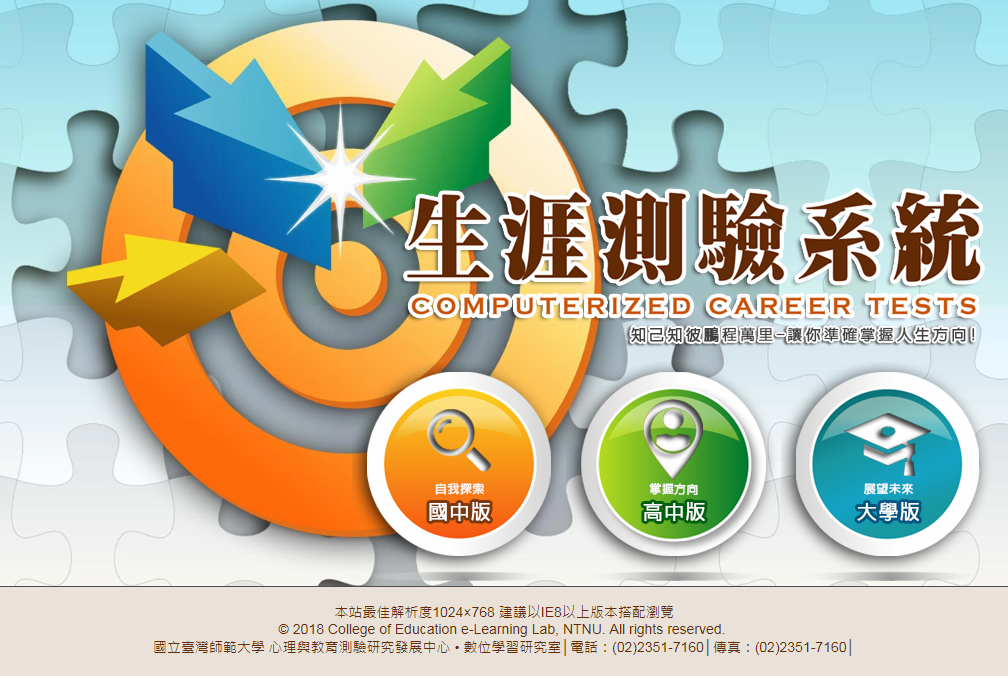 生涯測驗系統
COMPUTERIZED CAREER TESTS
知己知彼鵬程萬里-讓你準確掌握人生方向!
自我探索
國中版
掌握方向
高中版
展望未來
大學版
本站最佳解析度1024×768 建議以IE8以上版本搭配瀏覽
© 2018 College of Education e-Learning Lab, NTNU. All rights reserved.
國立臺灣師範大學 心理與教育測驗研究發展中心‧數位學習研究室│電話：(02)2351-7160│傳真：(02)2351-7160│